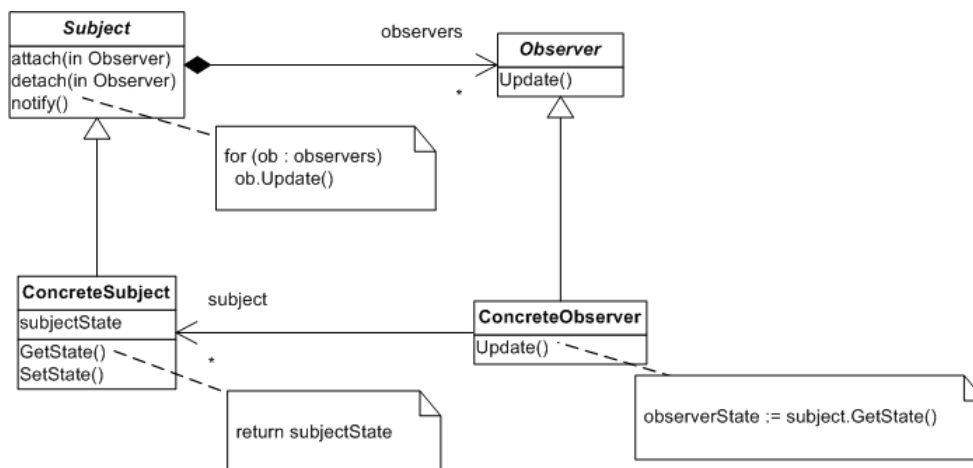 Subject
attach(in Observer)
detach(in Observer)
notify()
observers
*
Observer
Update()
for (ob : observers)
ob.Update()
ConcreteSubject
subjectState
GetState()
SetState()
subject
*
ConcreteObserver
Update()
return subjectState
observerState := subject.GetState()